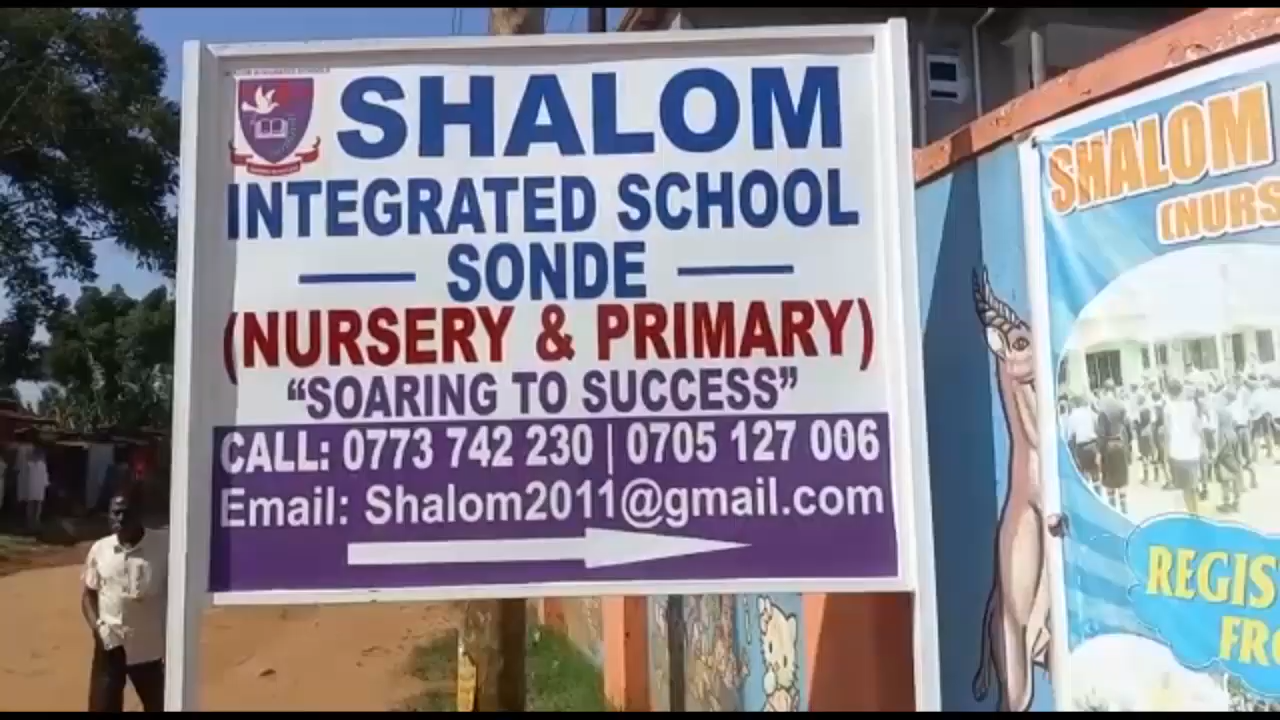 SHALOM
INTEGRATED SCHOOL
SONDE
(NURSERY & PRIMARY)
“SOARING TO SUCCESS”
CALL: 0773 742 230 | 0705 127 006
Email: Shalom2011@gmail.com
SHALOM
(NURS
REGIS
FRO